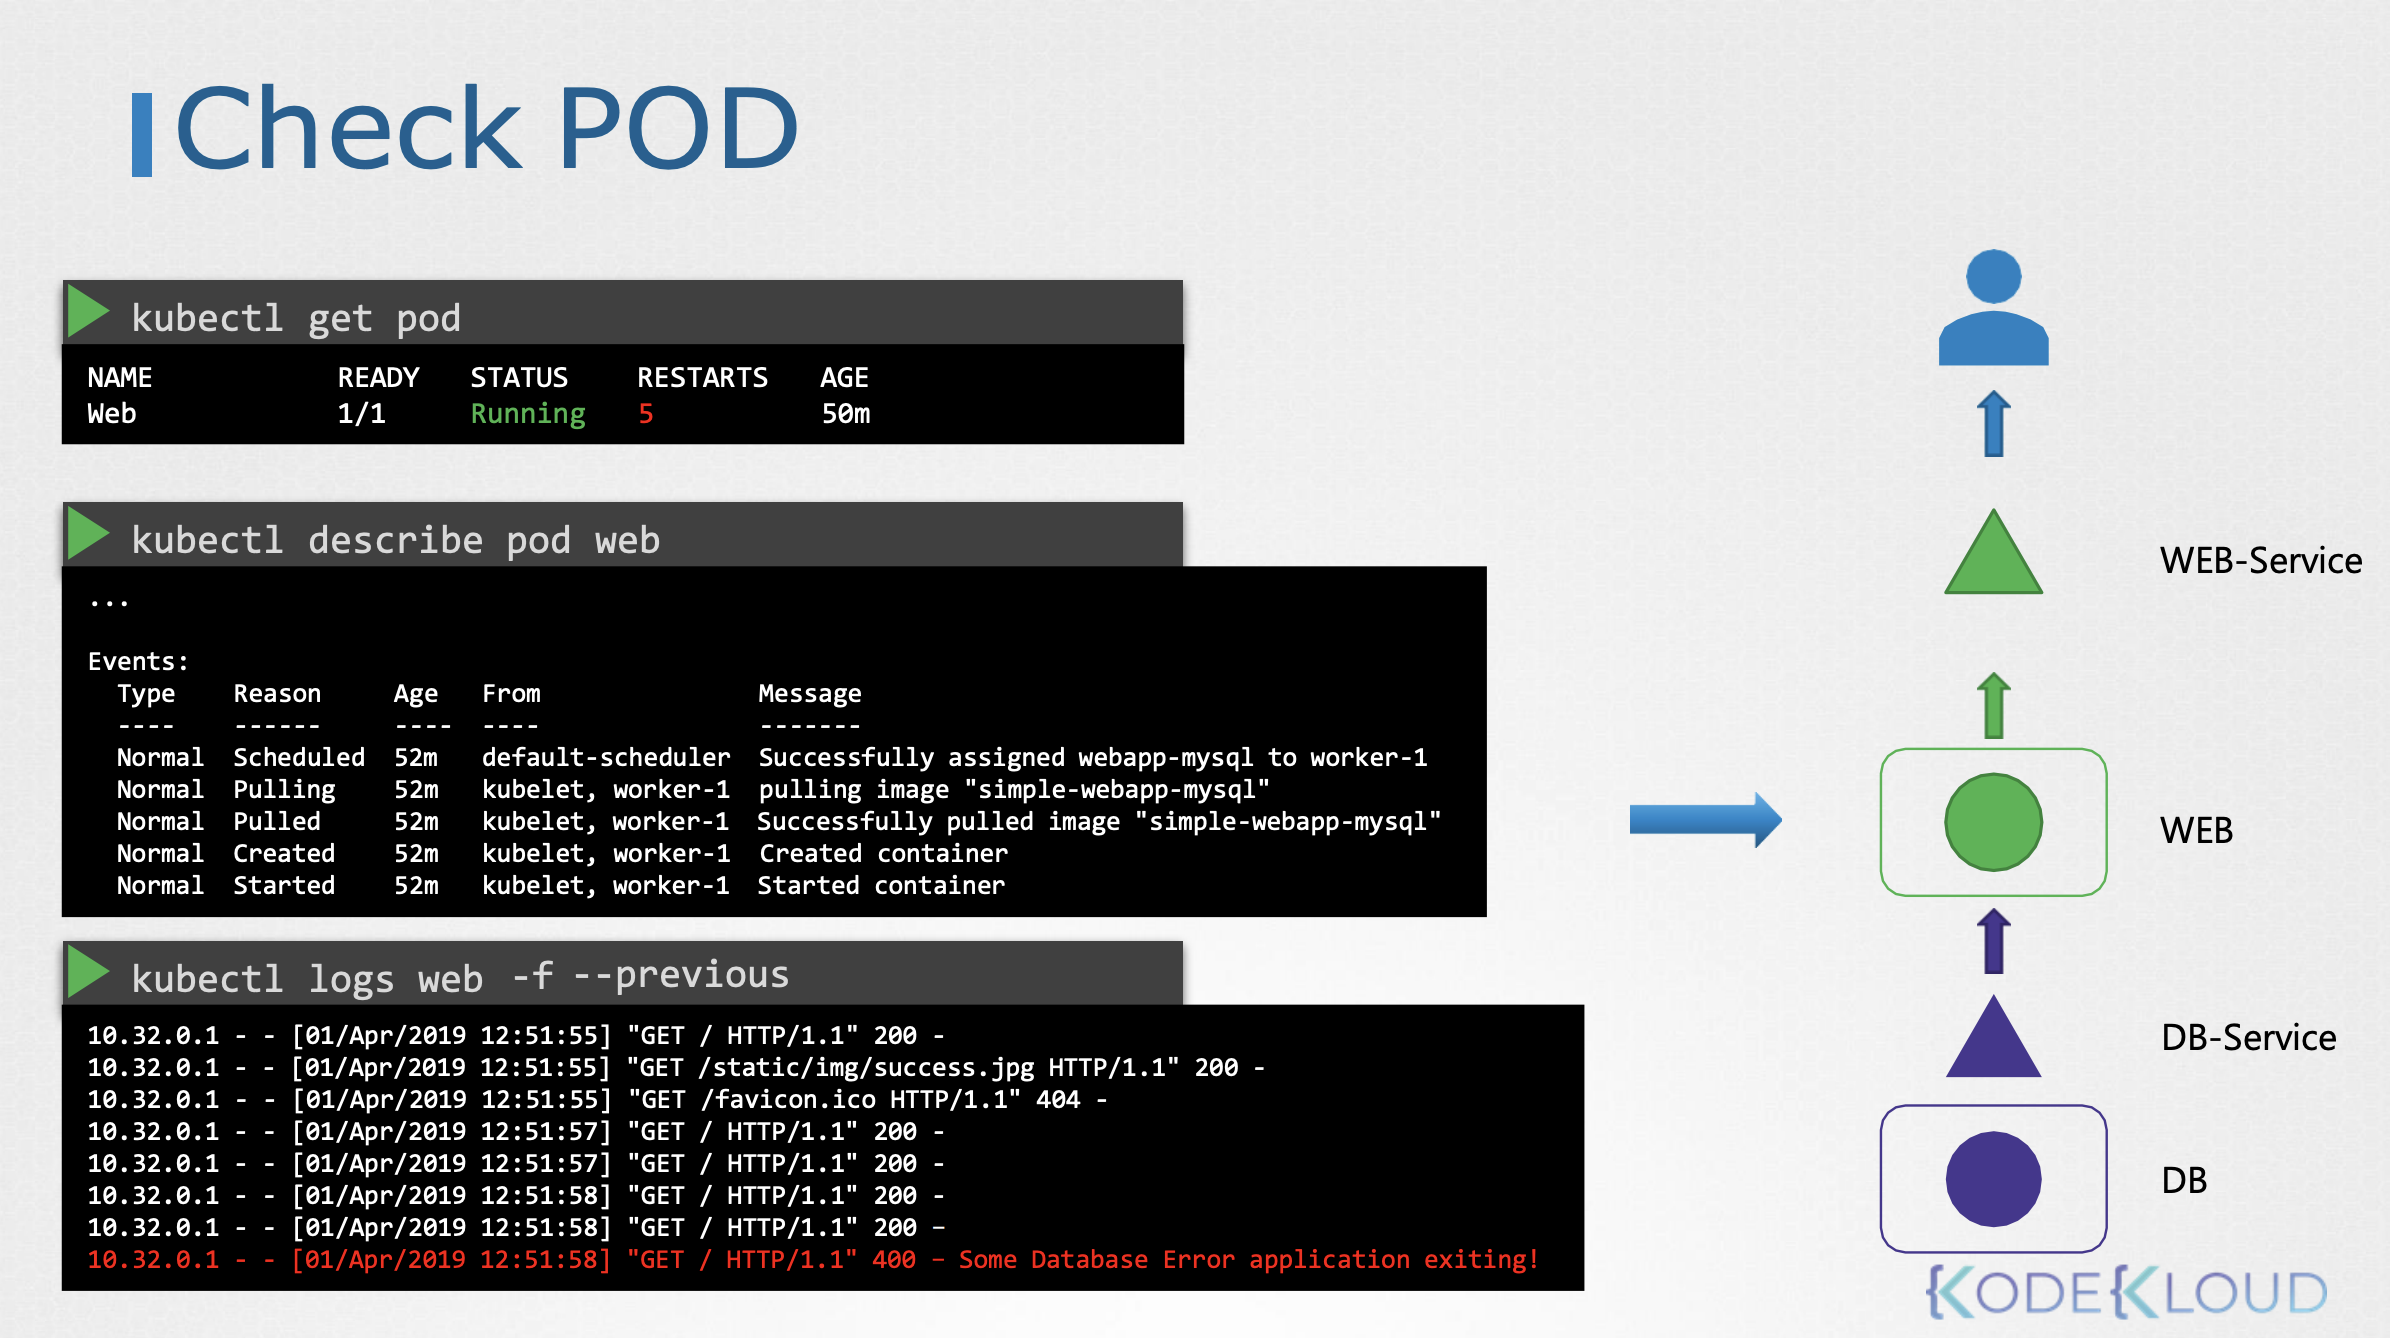 Check POD
kubectl get pod
NAME READY STATUS RESTARTS AGE
Web 1/1 Running 5 50m
kubectl describe pod web
...
Events:
Type Reason Age From Message
---- ------ ---- ---- -------
Normal Scheduled 52m default-scheduler Successfully assigned webapp-mysql to worker-1
Normal Pulling 52m kubelet, worker-1 pulling image "simple-webapp-mysql"
Normal Pulled 52m kubelet, worker-1 Successfully pulled image "simple-webapp-mysql"
Normal Created 52m kubelet, worker-1 Created container
Normal Started 52m kubelet, worker-1 Started container
kubectl logs web -f --previous
10.32.0.1 - - [01/Apr/2019 12:51:55] "GET / HTTP/1.1" 200 -
10.32.0.1 - - [01/Apr/2019 12:51:55] "GET /static/img/success.jpg HTTP/1.1" 200 -
10.32.0.1 - - [01/Apr/2019 12:51:55] "GET /favicon.ico HTTP/1.1" 404 -
10.32.0.1 - - [01/Apr/2019 12:51:57] "GET / HTTP/1.1" 200 -
10.32.0.1 - - [01/Apr/2019 12:51:57] "GET / HTTP/1.1" 200 -
10.32.0.1 - - [01/Apr/2019 12:51:58] "GET / HTTP/1.1" 200 -
10.32.0.1 - - [01/Apr/2019 12:51:58] "GET / HTTP/1.1" 200 –
10.32.0.1 - - [01/Apr/2019 12:51:58] "GET / HTTP/1.1" 400 – Some Database Error application exiting!
WEB-Service
WEB
DB-Service
DB
KODEKLOUD